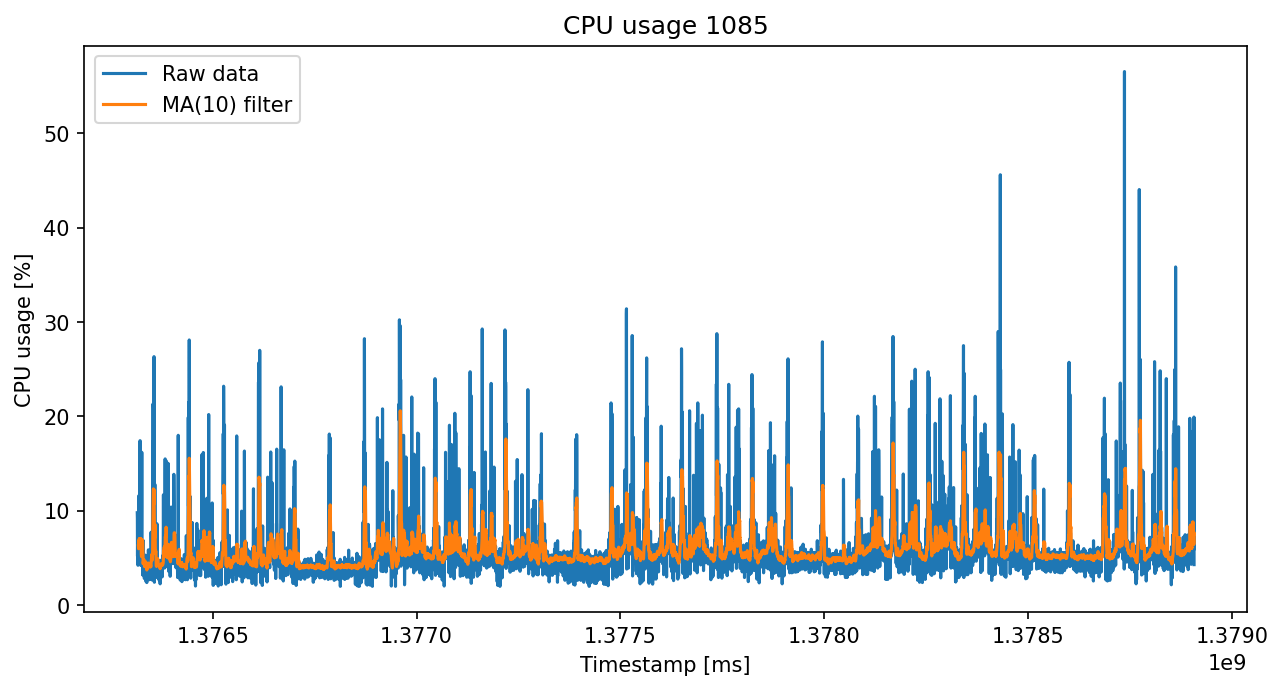 CPU usage 1085
Raw data
MA(10) filter
CPU usage [%]
50
40
30
20
10
0
1.3765 1.3770 1.3775 1.3780 1.3785 1.3790
1e9
Timestamp [ms]